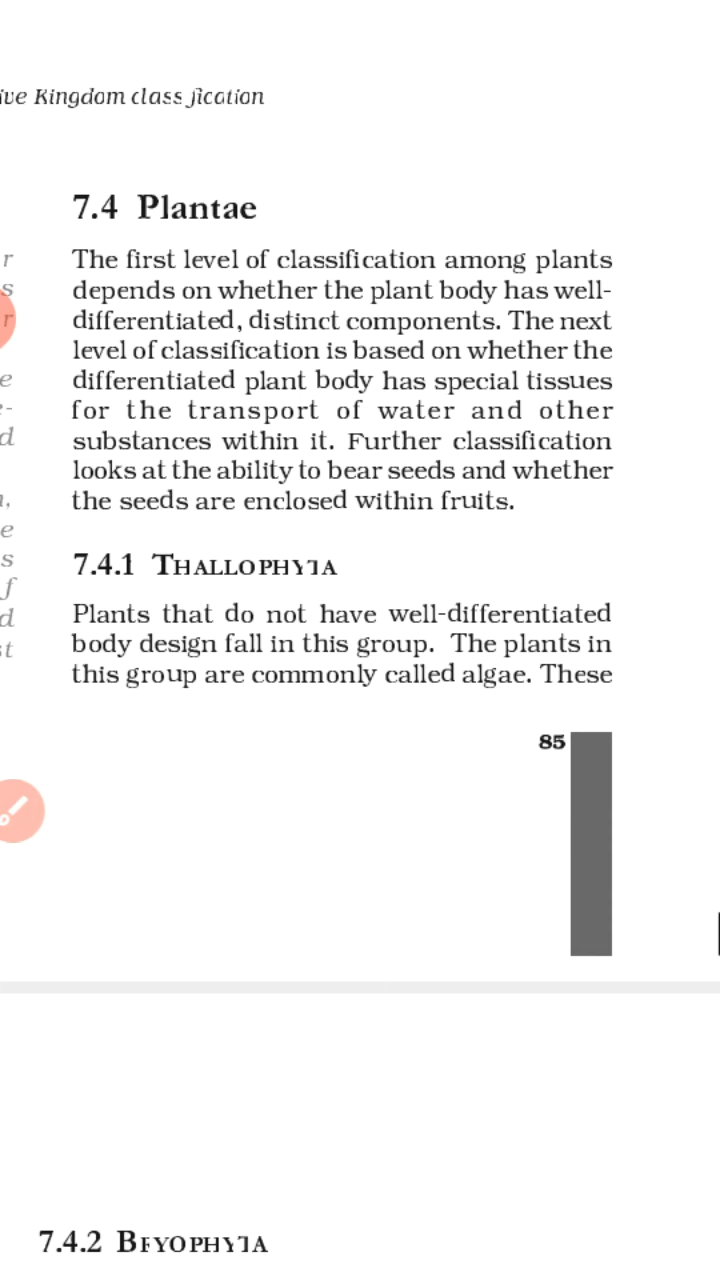 ive Kingdom classification
7.4 Plantae
The first level of classification among plants
depends on whether the plant body has well-
differentiated, distinct components. The next
level of classification is based on whether the
differentiated plant body has special tissues
for the transport of water and other
substances within it. Further classification
looks at the ability to bear seeds and whether
the seeds are enclosed within fruits.
7.4.1 THALLOPHYTA
Plants that do not have well-differentiated
body design fall in this group. The plants in
this group are commonly called algae. These
85
7.4.2 BRYOPHYTA